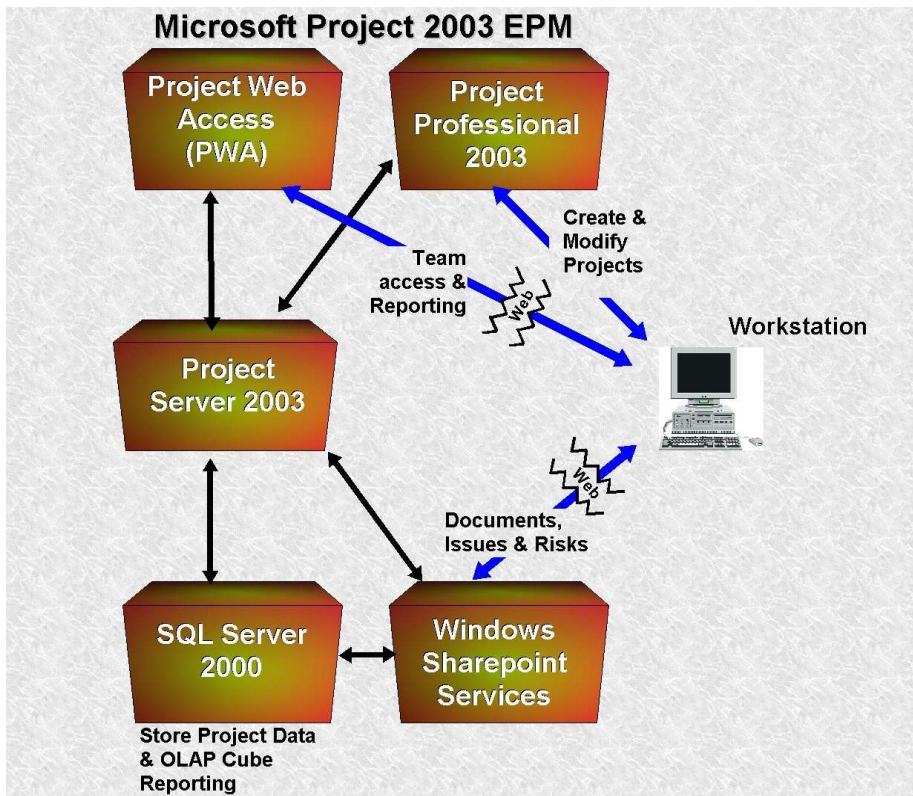 Microsoft Project 2003 EPM
Project Web
Access
(PWA)
Project
Professional
2003
Create &
Modify
Projects
Team
access &
Reporting
Web
Workstation
Project
Server 2003
Web
Documents,
Issues & Risks
SQL Server
2000
Windows
Sharepoint
Services
Store Project Data
& OLAP Cube
Reporting